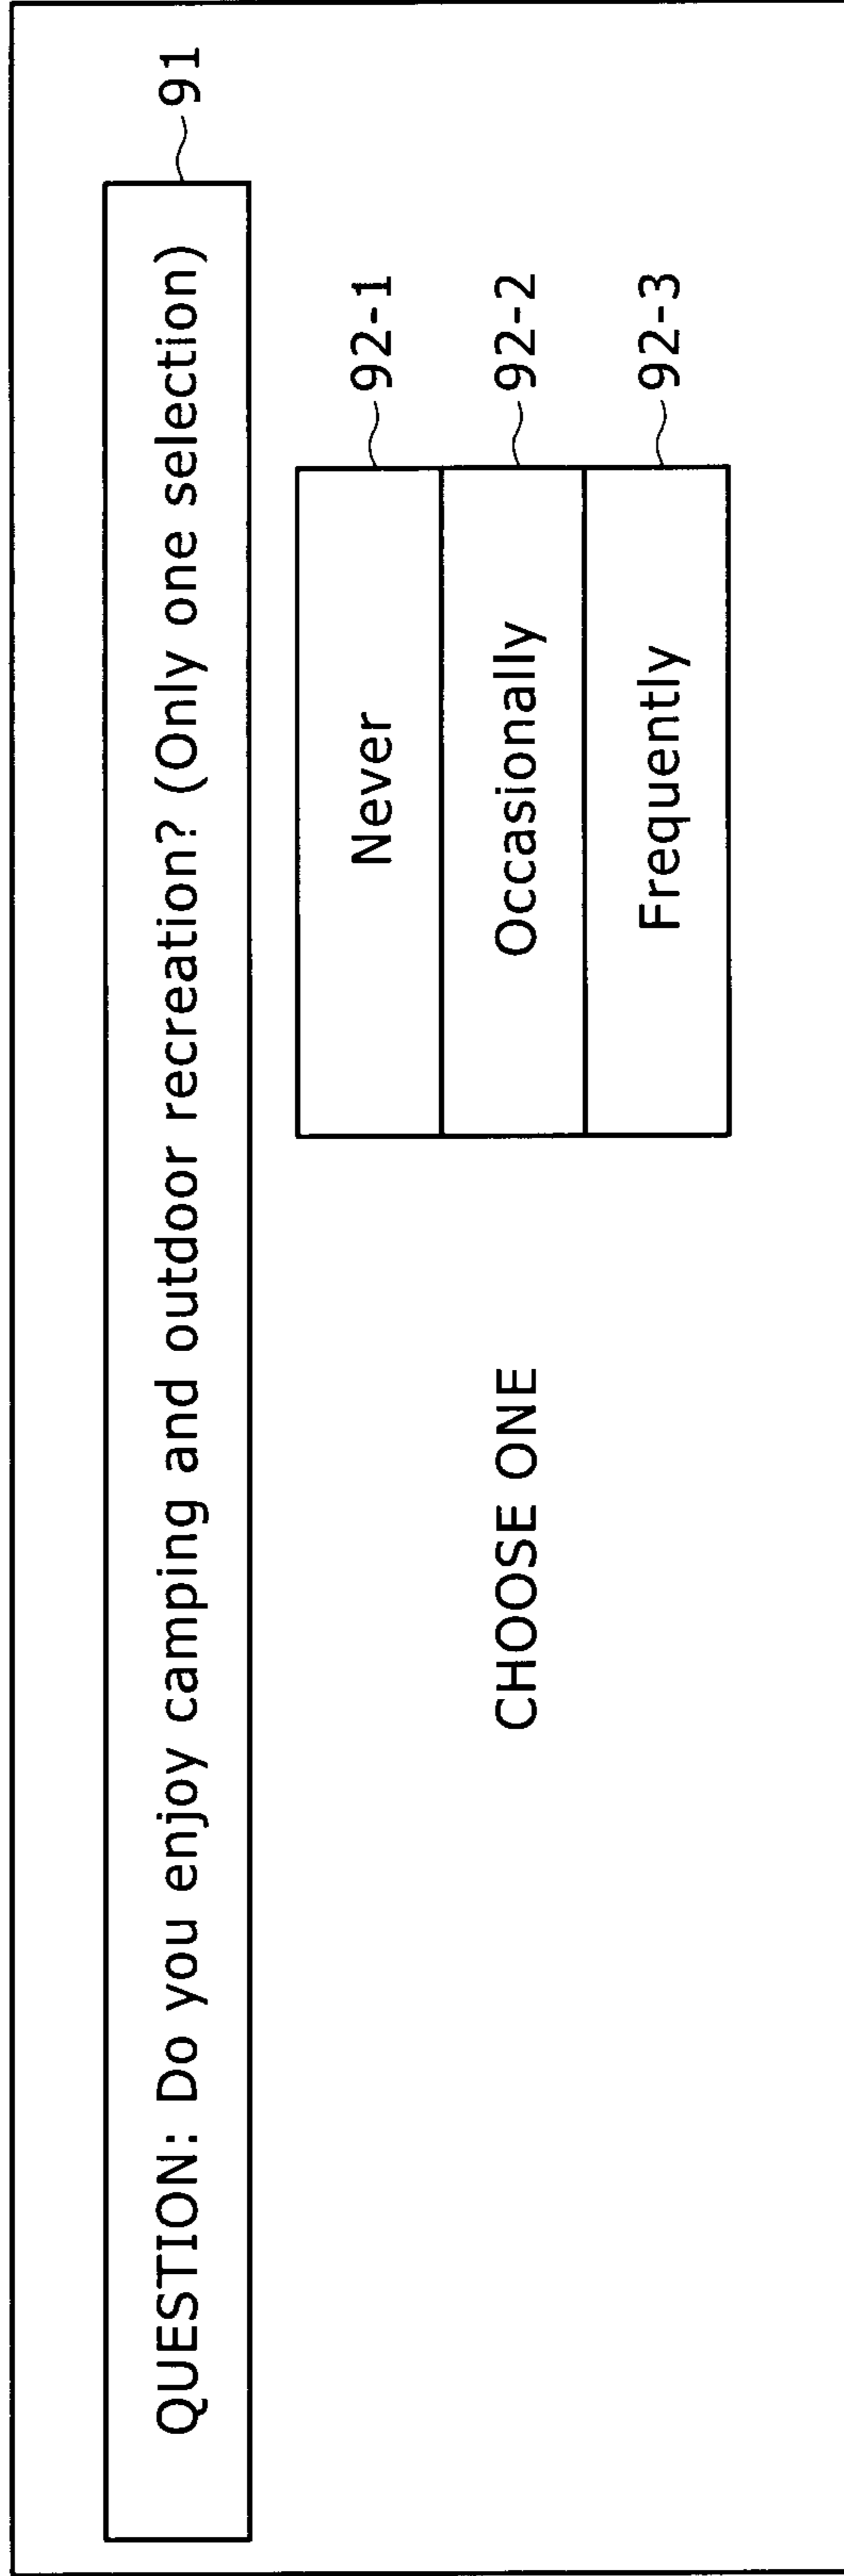 QUESTION: Do you enjoy camping and outdoor recreation? (Only one selection) 91
Never 92-1
CHOOSE ONE Occasionally 92-2
Frequently 92-3